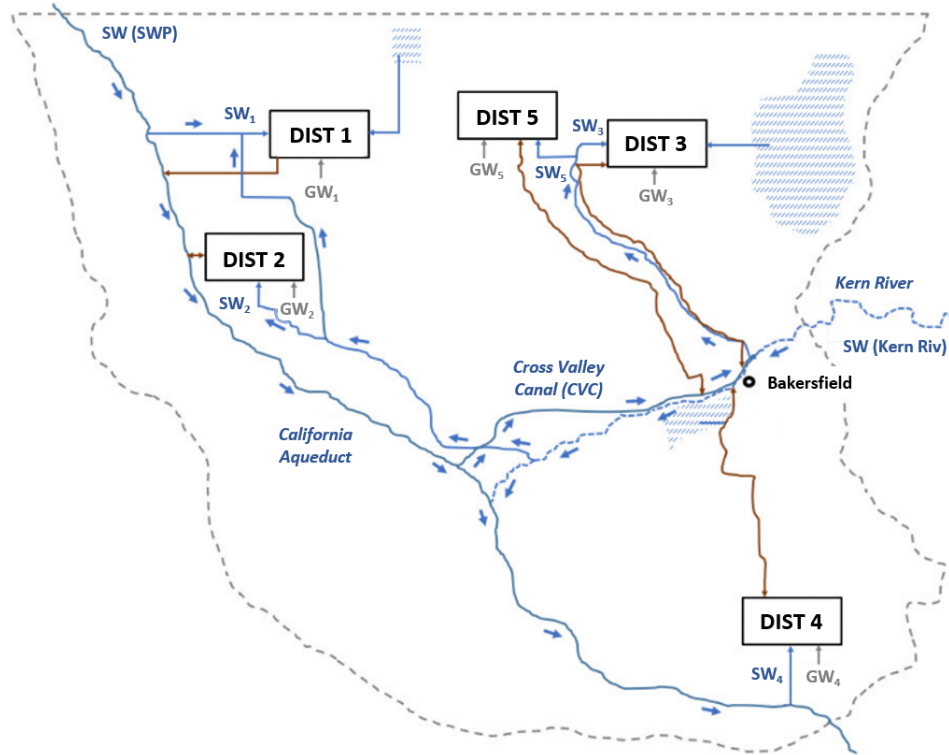 SW (SWP)
SW₁
DIST 1
GW₁
DIST 5
SW₃
DIST 3
GW₅
SW₅
GW₃
DIST 2
SW₂
GW₂
Kern River
SW (Kern Riv)
Cross Valley
Canal (CVC)
Bakersfield
California
Aqueduct
DIST 4
SW₄
GW₄